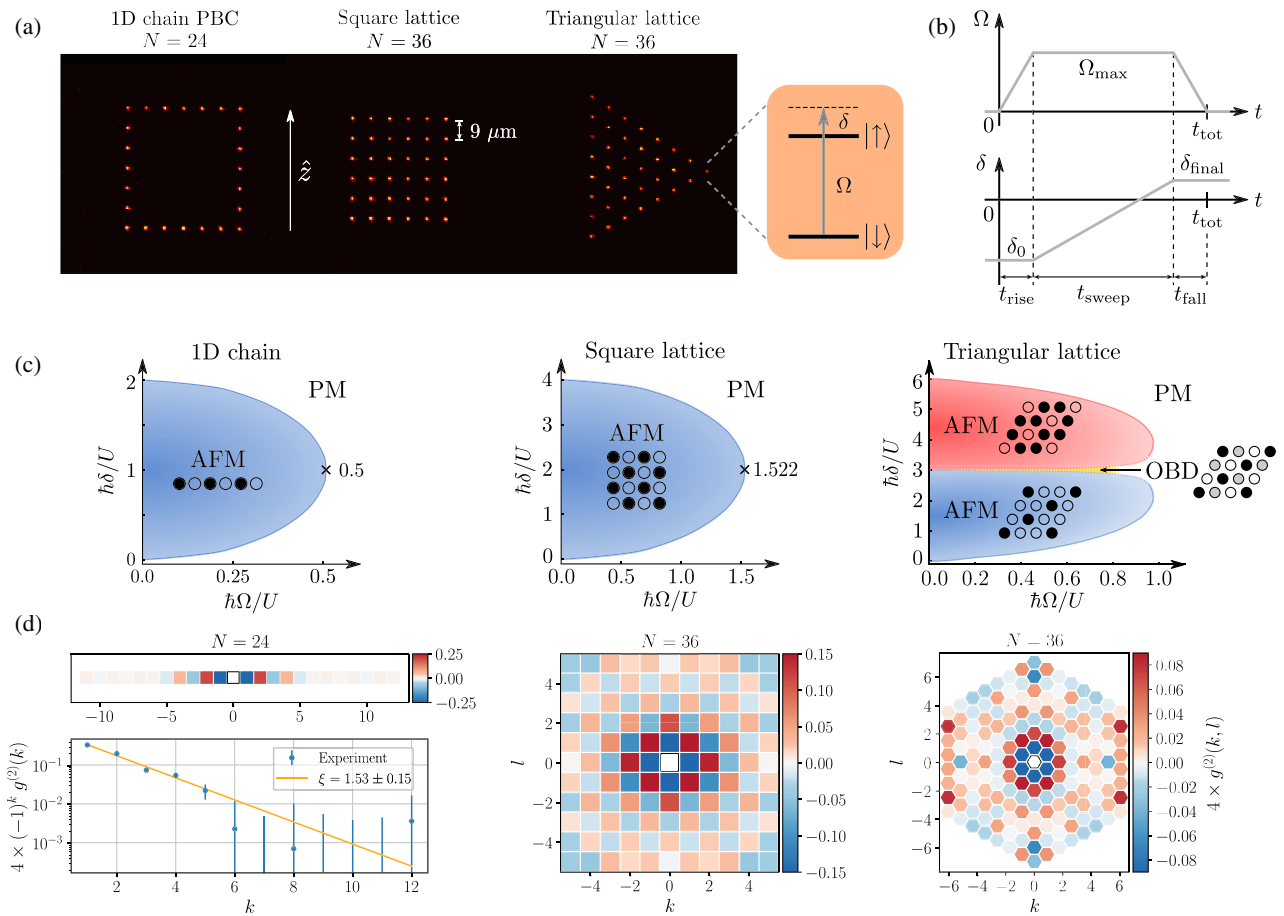 (a)
1D chain PBC
N = 24
Square lattice
N = 36
Triangular lattice
N = 36
ẑ
9 μm
δ
|↑⟩
Ω
|↓⟩
(b)
Ω
Ωmax
0
ttot
t
δ
δfinal
0
ttot
t
δ0
trise
tsweep
tfall
(c)
1D chain
ℏδ/U
2
1
0
PM
AFM
0.5
0.0
0.25
0.5
ℏΩ/U
Square lattice
ℏδ/U
4
3
2
1
0
PM
AFM
1.522
0.0
0.5
1.0
1.5
ℏΩ/U
Triangular lattice
ℏδ/U
6
5
4
3
2
1
0
PM
AFM
OBD
AFM
0.0
0.2
0.4
0.6
0.8
1.0
ℏΩ/U
(d)
N = 24
0.25
0.00
−0.25
−10
−5
0
5
10
4 × (−1)^k g^(2)(k)
10^−1
10^−2
10^−3
Experiment
ξ = 1.53 ± 0.15
2
4
6
8
10
12
k
N = 36
l
4
2
0
−2
−4
−4
−2
0
2
4
k
0.15
0.10
0.05
0.00
−0.05
−0.10
−0.15
N = 36
l
6
4
2
0
−2
−4
−6
−6
−4
−2
0
2
4
6
k
0.08
0.06
0.04
0.02
0.00
−0.02
−0.04
−0.06
−0.08
4 × g^(2)(k, l)